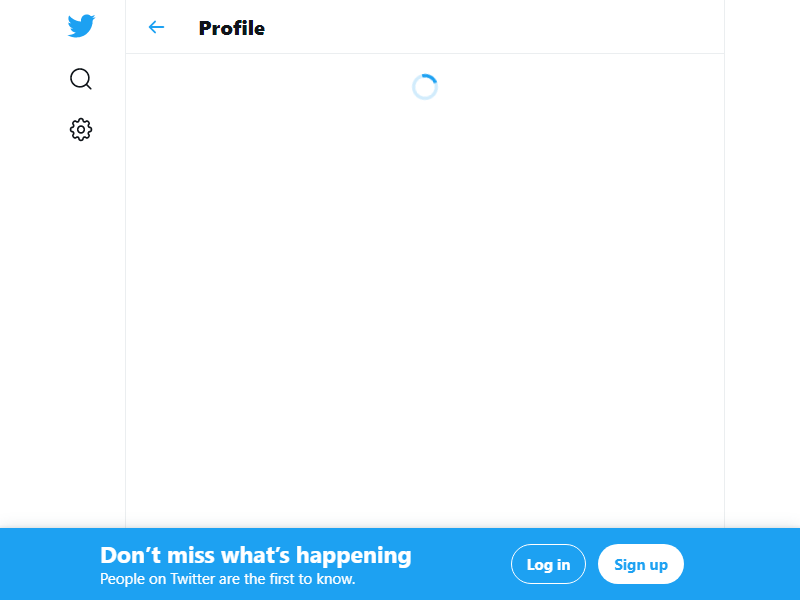 Profile
Don’t miss what’s happening
People on Twitter are the first to know.
Log in
Sign up